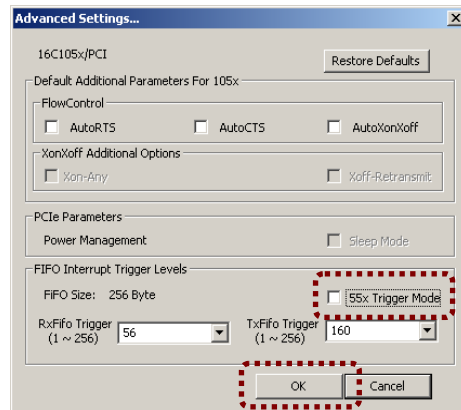 Advanced Settings...
16C105x/PCI
Restore Defaults
Default Additional Parameters For 105x
FlowControl
AutoRTS AutoCTS AutoXonXoff
XonXoff Additional Options
Xon-Any Xoff-Retransmit
PCIe Parameters
Power Management Sleep Mode
FIFO Interrupt Trigger Levels
FiFO Size: 256 Byte 55x Trigger Mode
RxFifo Trigger
(1 ~ 256)
56
TxFifo Trigger
(1 ~ 256)
160
OK Cancel